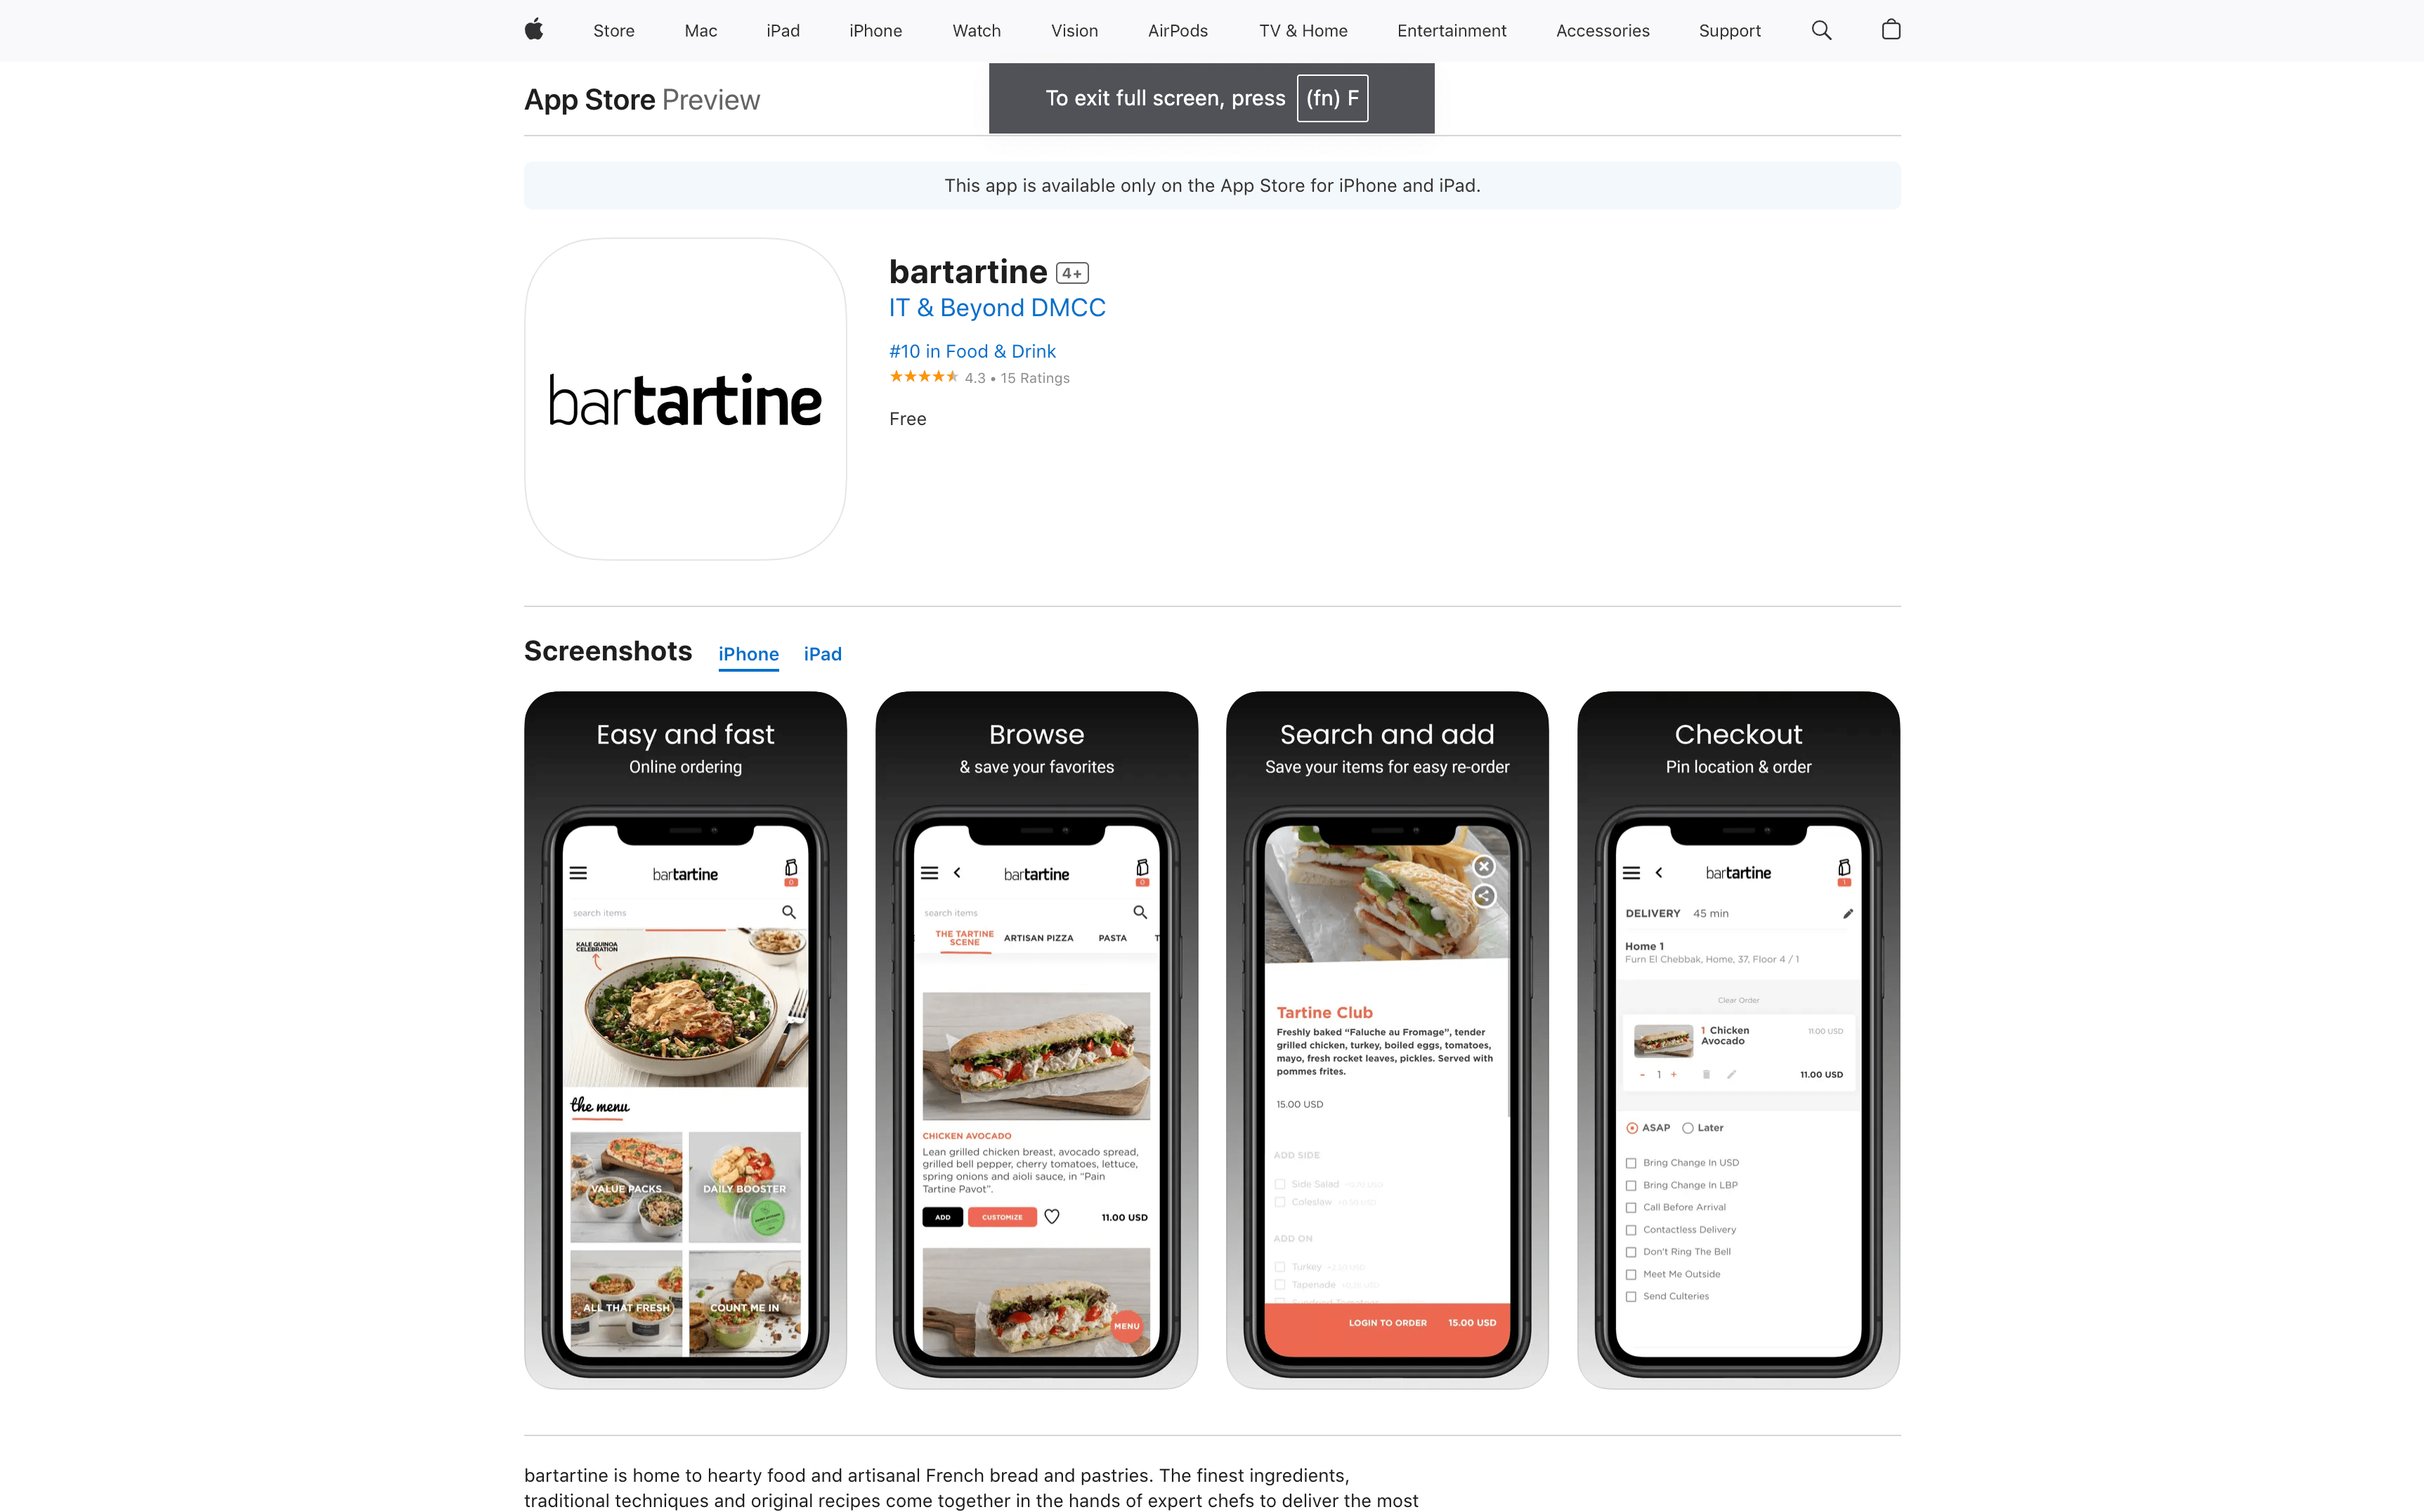 Store Mac iPad iPhone Watch Vision AirPods TV & Home Entertainment Accessories Support
App Store Preview
To exit full screen, press (fn) F
This app is available only on the App Store for iPhone and iPad.
bartartine
bartartine 4+
IT & Beyond DMCC
#10 in Food & Drink
4.3 • 15 Ratings
Free
Screenshots iPhone iPad
Easy and fast
Online ordering
bartartine
0
search items
KALE QUINOA
CELEBRATION
the menu
VALUE PACKS
DAILY BOOSTER
ALL THAT FRESH
COUNT ME IN
Browse
& save your favorites
bartartine
0
search items
THE TARTINE
SCENE
ARTISAN PIZZA
PASTA
T
CHICKEN AVOCADO
Lean grilled chicken breast, avocado spread,
grilled bell pepper, cherry tomatoes, lettuce,
spring onions and aioli sauce, in “Pain
Tartine Pavot”.
ADD CUSTOMIZE 11.00 USD
MENU
Search and add
Save your items for easy re-order
Tartine Club
Freshly baked “Faluche au Fromage”, tender
grilled chicken, turkey, boiled eggs, tomatoes,
mayo, fresh rocket leaves, pickles. Served with
pommes frites.
15.00 USD
ADD SIDE
Side Salad
Coleslaw
ADD ON
Turkey
Tapenade
LOGIN TO ORDER 15.00 USD
Checkout
Pin location & order
bartartine
1
DELIVERY 45 min
Home 1
Furn El Chebbak, Home, 37, Floor 4 / 1
Clear Order
1 Chicken
Avocado
11.00 USD
- 1 + 11.00 USD
ASAP Later
Bring Change In USD
Bring Change In LBP
Call Before Arrival
Contactless Delivery
Don't Ring The Bell
Meet Me Outside
Send Culteries
bartartine is home to hearty food and artisanal French bread and pastries. The finest ingredients,
traditional techniques and original recipes come together in the hands of expert chefs to deliver the most